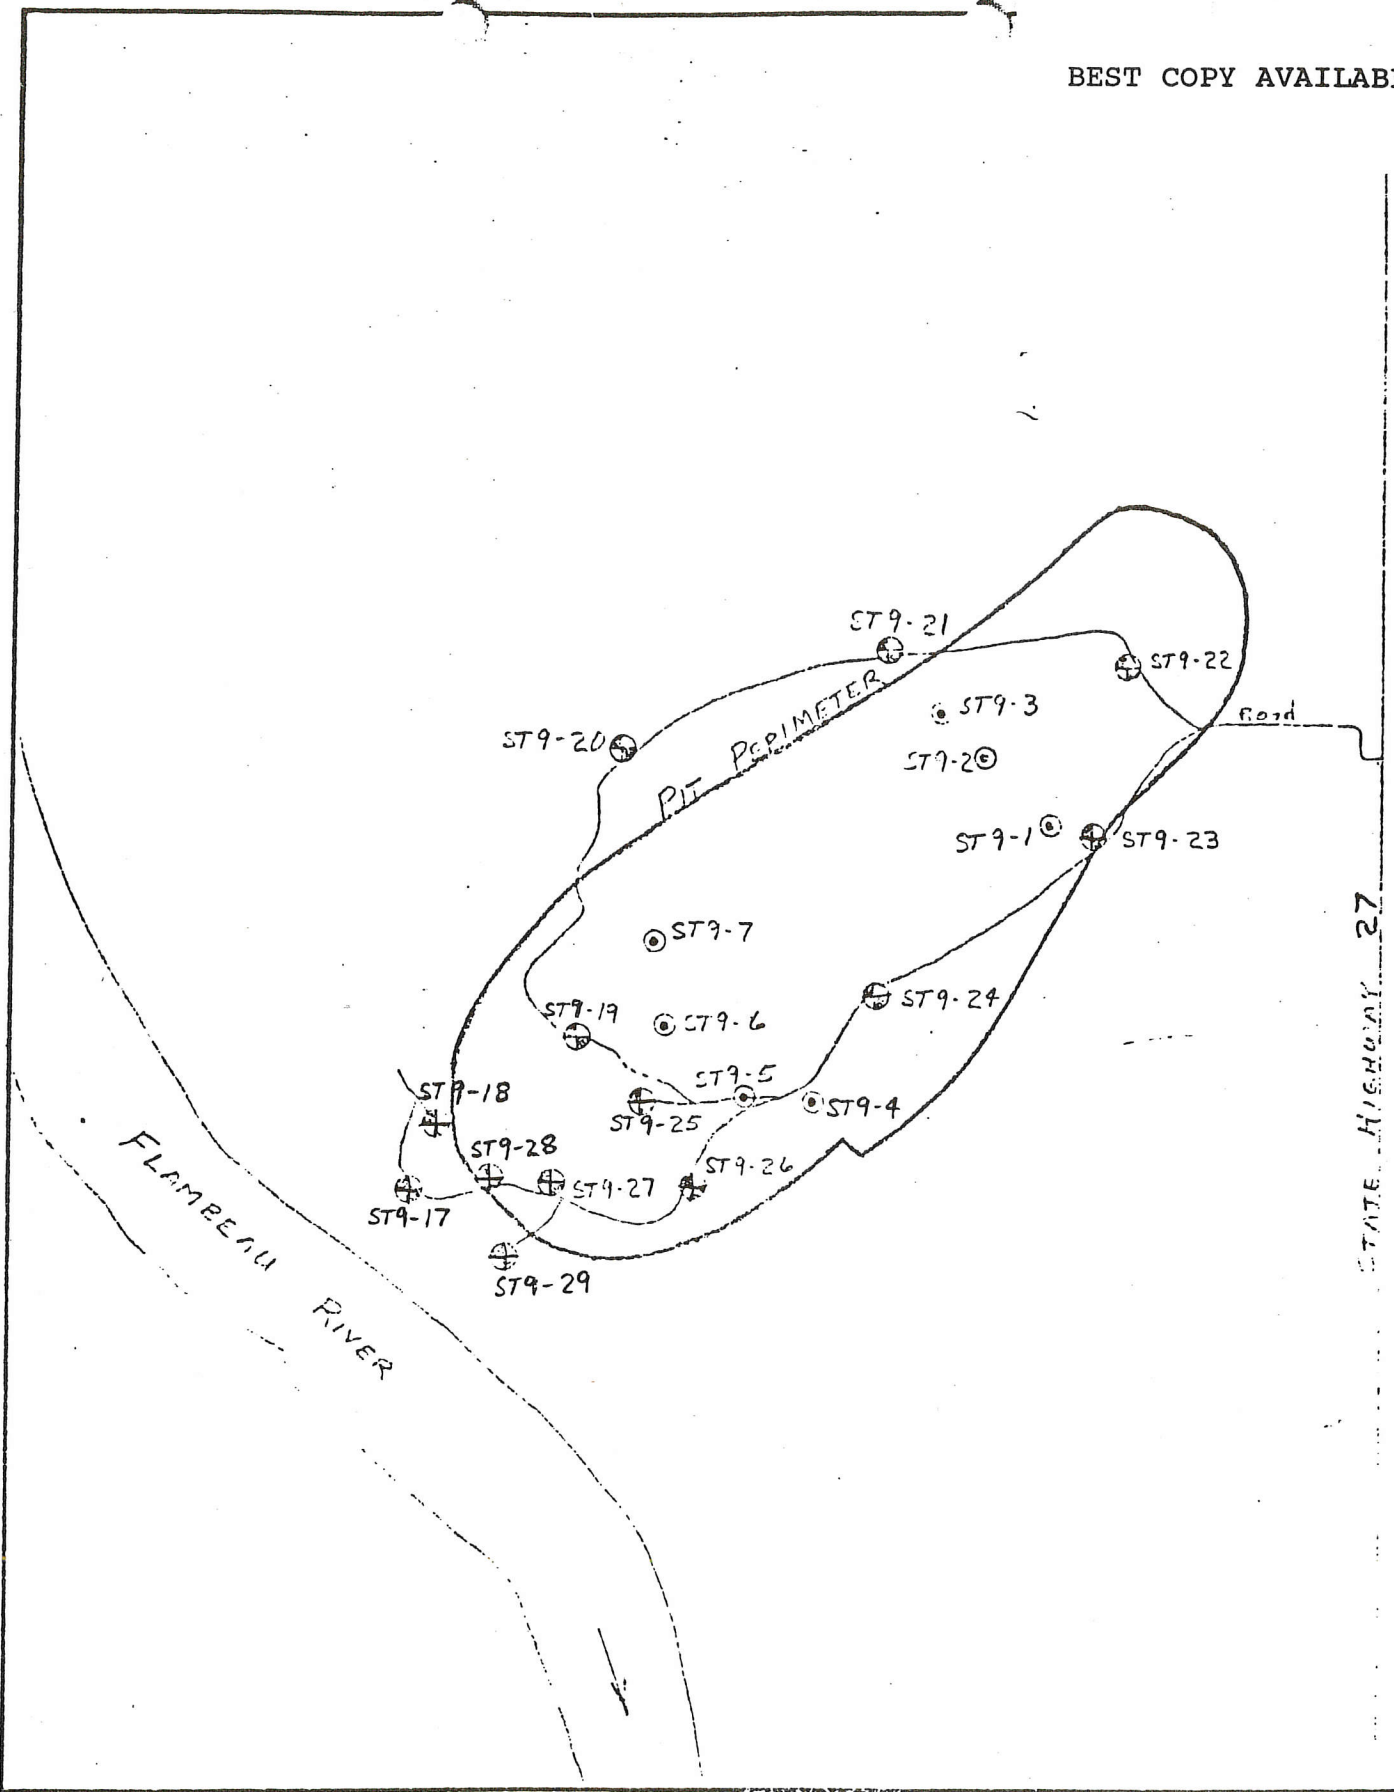 BEST COPY AVAILAB
ST9-21
ST9-22
ST9-3
Road
ST9-20
PIT PERIMETER
ST9-2
ST9-1
ST9-23
ST9-7
STATE HIGHWAY 27
ST9-24
ST9-19
ST9-6
ST9-5
ST9-18
ST9-4
ST9-25
FLAMBEAU RIVER
ST9-28
ST9-26
ST9-27
ST9-17
ST9-29